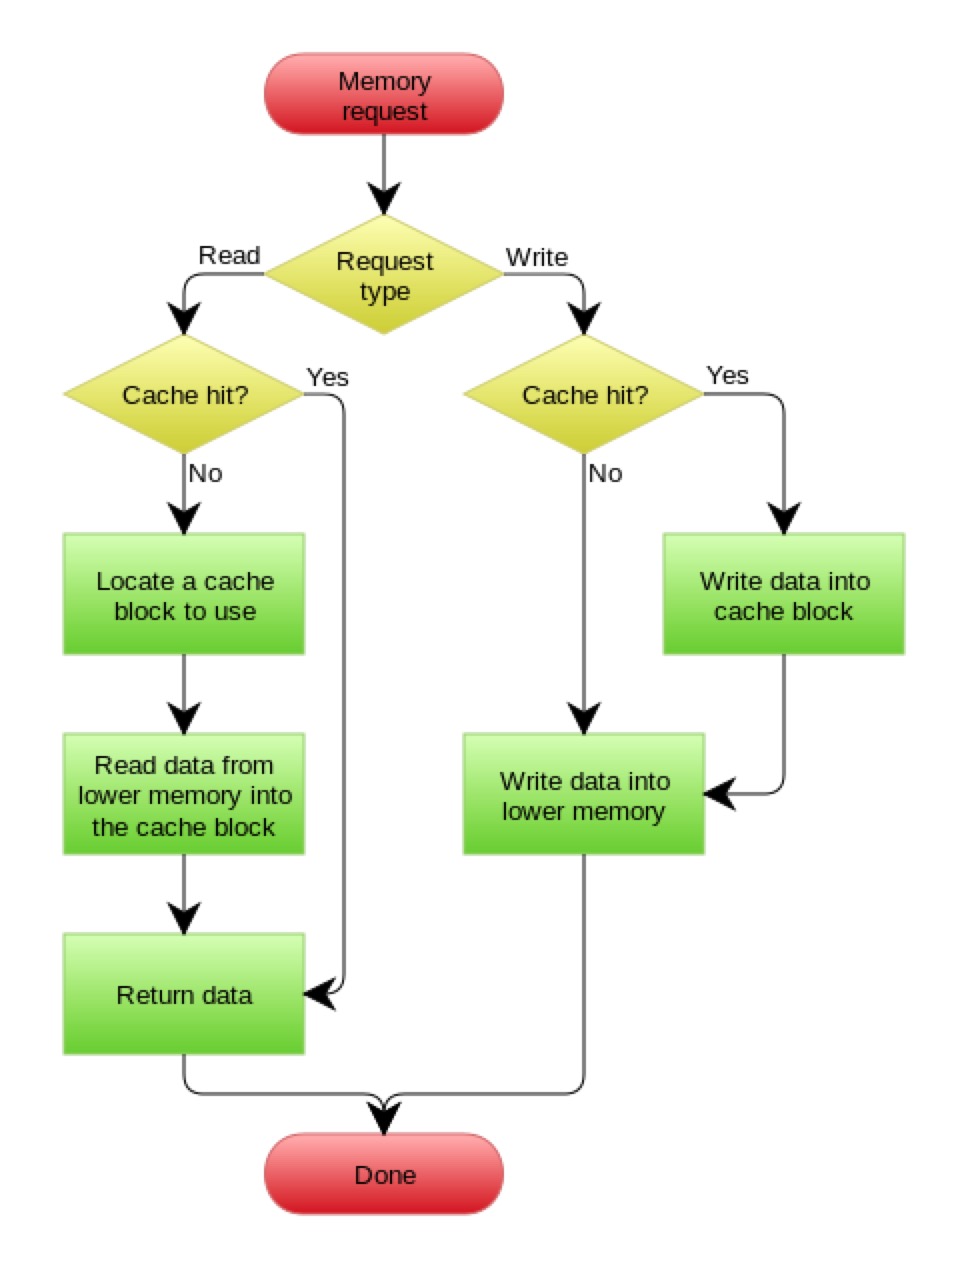 Memory
request
Request
type
Read
Write
Cache hit?
Yes
No
Cache hit?
Yes
No
Locate a cache
block to use
Write data into
cache block
Read data from
lower memory into
the cache block
Write data into
lower memory
Return data
Done